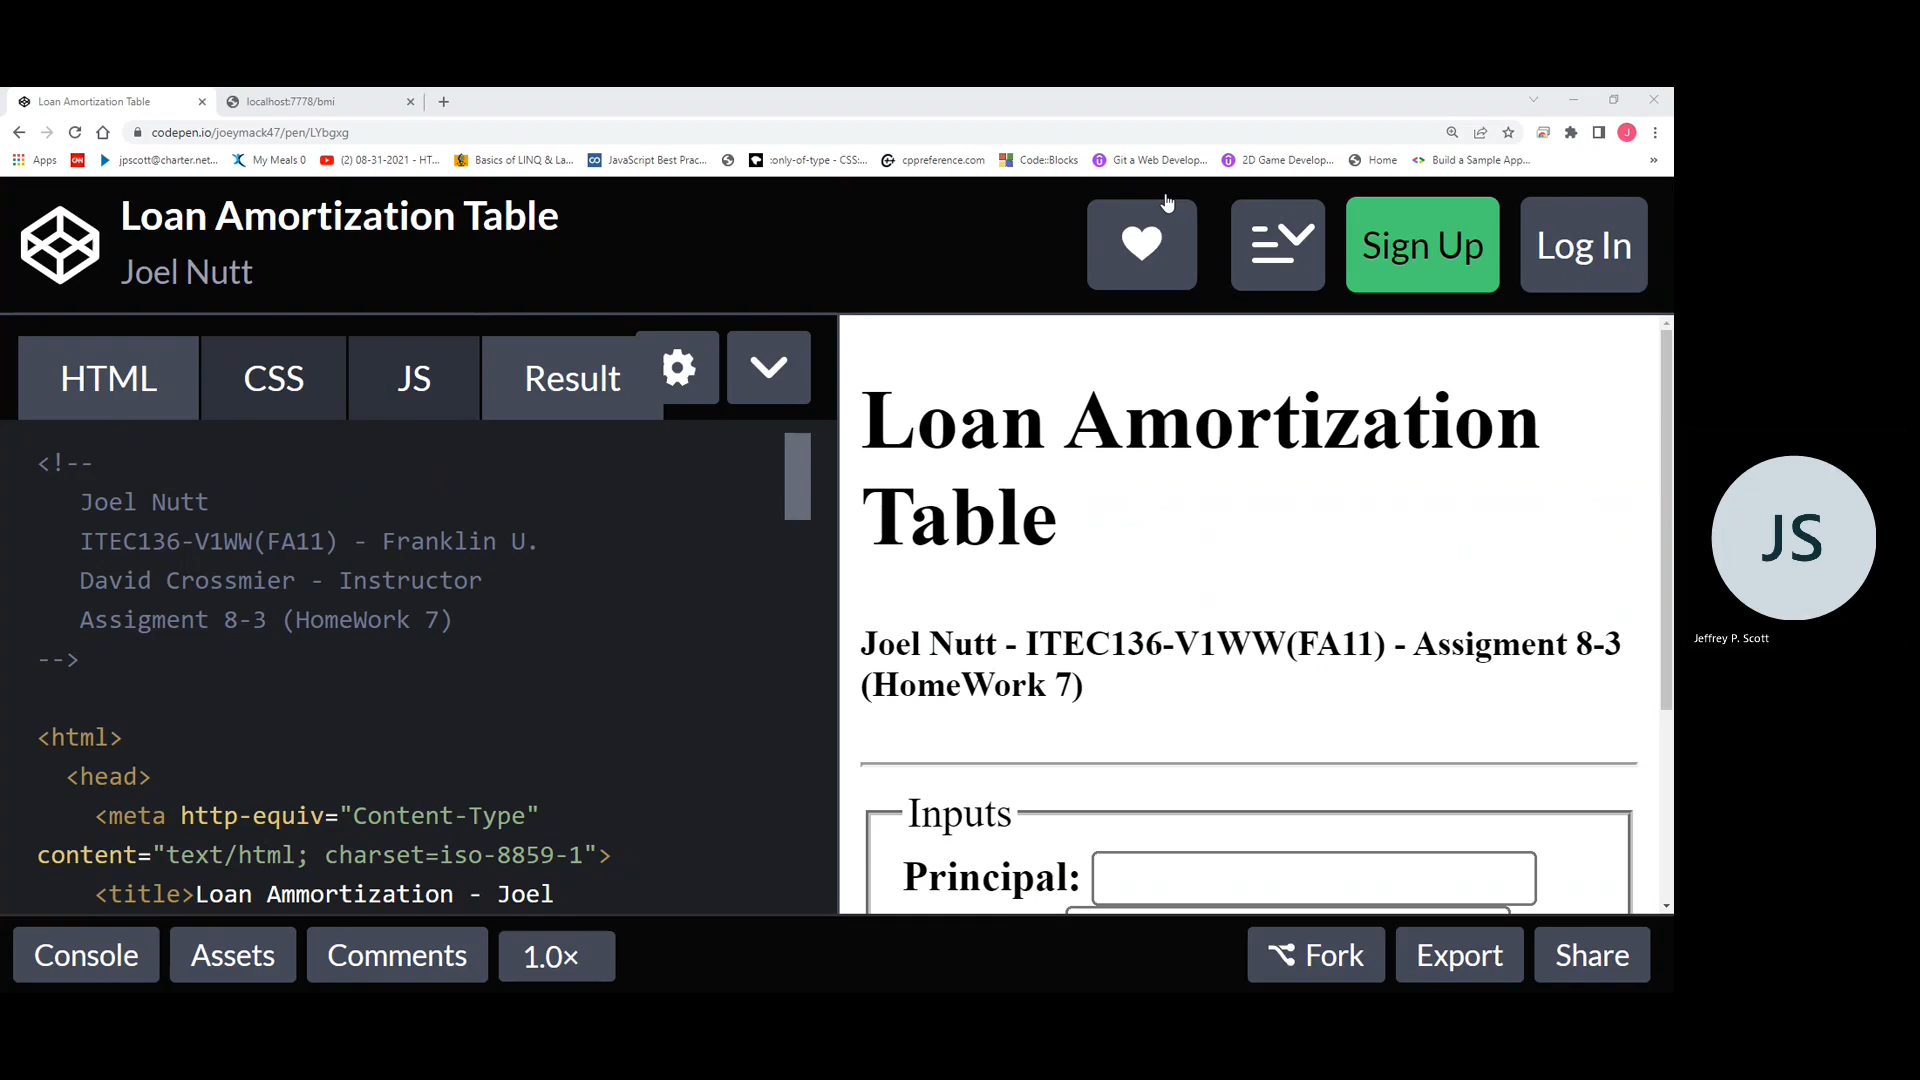 Loan Amortization Table
localhost:7778/bmi
codepen.io/joeymack47/pen/LYbgxg
J
Apps
CNN
jpscott@charter.net...
My Meals 0
(2) 08-31-2021 - HT...
Basics of LINQ & La...
JavaScript Best Prac...
:only-of-type - CSS:...
cppreference.com
Code::Blocks
Git a Web Develop...
2D Game Develop...
Home
Build a Sample App...
»
Loan Amortization Table
Joel Nutt
Sign Up
Log In
HTML
CSS
JS
Result
<!--
Joel Nutt
ITEC136-V1WW(FA11) - Franklin U.
David Crossmier - Instructor
Assigment 8-3 (HomeWork 7)
-->
<html>
<head>
<meta http-equiv="Content-Type"
content="text/html; charset=iso-8859-1">
<title>Loan Ammortization - Joel
Loan Amortization
Table
Joel Nutt - ITEC136-V1WW(FA11) - Assigment 8-3
(HomeWork 7)
Inputs
Principal:
JS
Jeffrey P. Scott
Console
Assets
Comments
1.0×
Fork
Export
Share